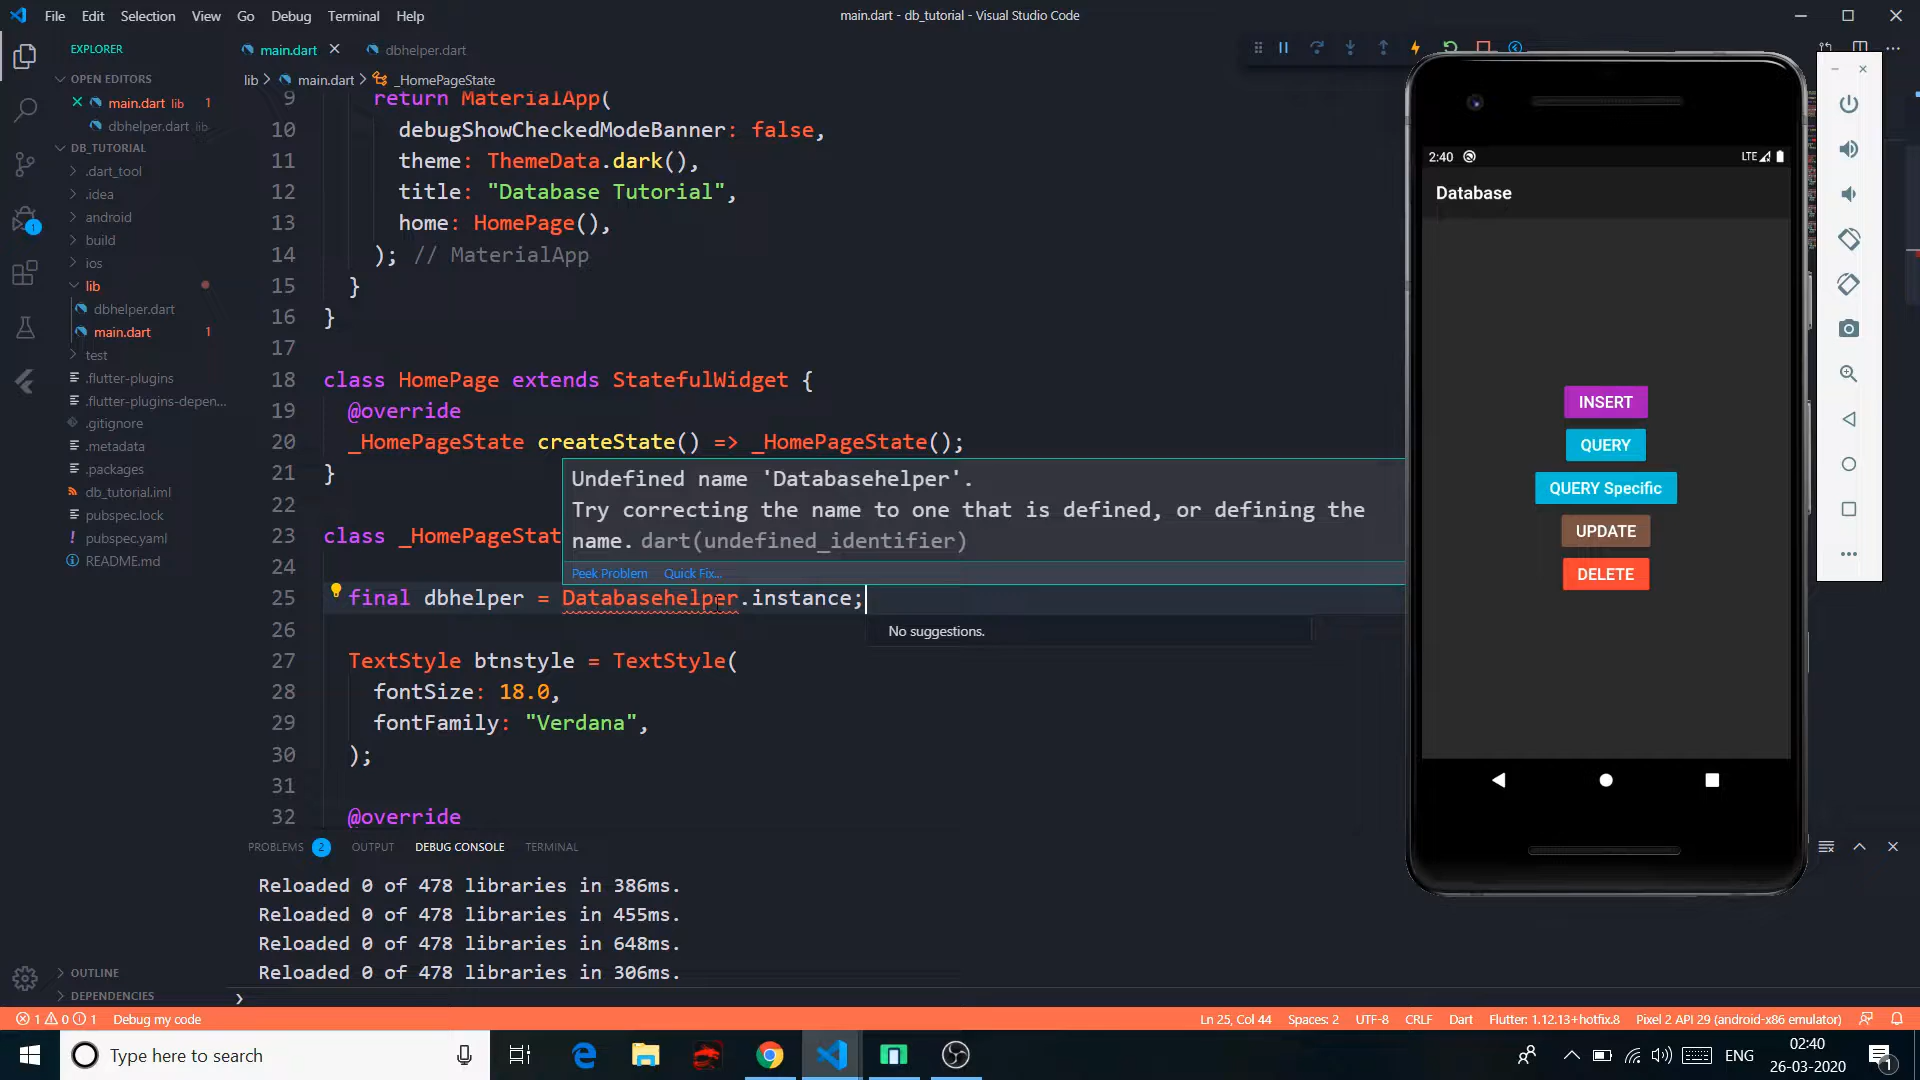 File Edit Selection View Go Debug Terminal Help
main.dart - db_tutorial - Visual Studio Code
EXPLORER
OPEN EDITORS
main.dart lib 1
dbhelper.dart lib
DB_TUTORIAL
.dart_tool
.idea
android
build
ios
lib
dbhelper.dart
main.dart 1
test
.flutter-plugins
.flutter-plugins-depen...
.gitignore
.metadata
.packages
db_tutorial.iml
pubspec.lock
pubspec.yaml
README.md
OUTLINE
DEPENDENCIES
1
main.dart dbhelper.dart
lib > main.dart > _HomePageState
9 return MaterialApp(
10 debugShowCheckedModeBanner: false,
11 theme: ThemeData.dark(),
12 title: "Database Tutorial",
13 home: HomePage(),
14 ); // MaterialApp
15 }
16 }
17
18 class HomePage extends StatefulWidget {
19 @override
20 _HomePageState createState() => _HomePageState();
21 }
22
23 class _HomePageStat
24
25 final dbhelper = Databasehelper.instance;
26
27 TextStyle btnstyle = TextStyle(
28 fontSize: 18.0,
29 fontFamily: "Verdana",
30 );
31
32 @override
Undefined name 'Databasehelper'.
Try correcting the name to one that is defined, or defining the
name. dart(undefined_identifier)
Peek Problem Quick Fix...
No suggestions.
PROBLEMS 2 OUTPUT DEBUG CONSOLE TERMINAL
Reloaded 0 of 478 libraries in 386ms.
Reloaded 0 of 478 libraries in 455ms.
Reloaded 0 of 478 libraries in 648ms.
Reloaded 0 of 478 libraries in 306ms.
2:40 LTE
Database
INSERT
QUERY
QUERY Specific
UPDATE
DELETE
1 0 1 Debug my code Ln 25, Col 44 Spaces: 2 UTF-8 CRLF Dart Flutter: 1.12.13+hotfix.8 Pixel 2 API 29 (android-x86 emulator)
Type here to search
ENG
02:40
26-03-2020
1